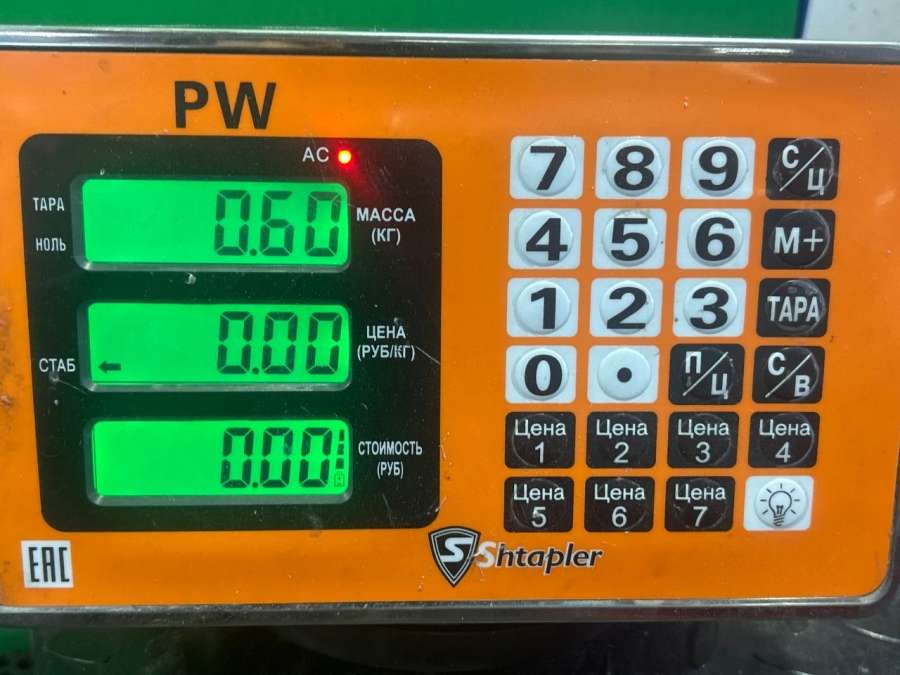 PW
AC
ТАРА
НОЛЬ
0.60
МАССА
(КГ)
СТАБ
0.00
ЦЕНА
(РУБ/КГ)
0.00
СТОИМОСТЬ
(РУБ)
7 8 9 С/Ц
4 5 6 М+
1 2 3 ТАРА
0 . П/Ц С/В
Цена 1 Цена 2 Цена 3 Цена 4
Цена 5 Цена 6 Цена 7
EAC
S Shtapler